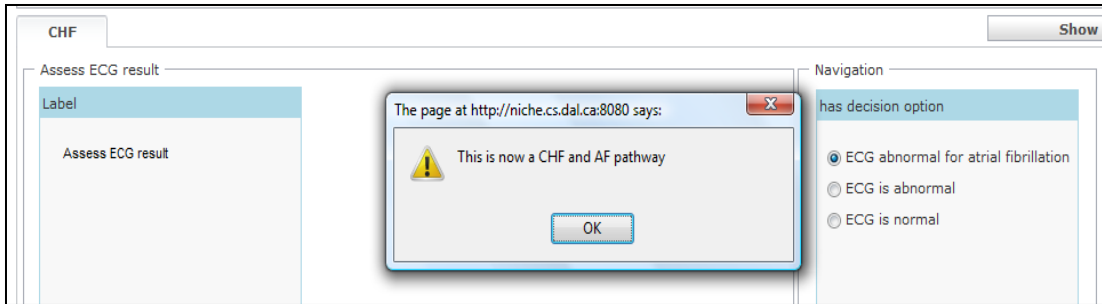 CHF
Show
Assess ECG result
Label
Assess ECG result
The page at http://niche.cs.dal.ca:8080 says:
This is now a CHF and AF pathway
OK
Navigation
has decision option
ECG abnormal for atrial fibrillation
ECG is abnormal
ECG is normal